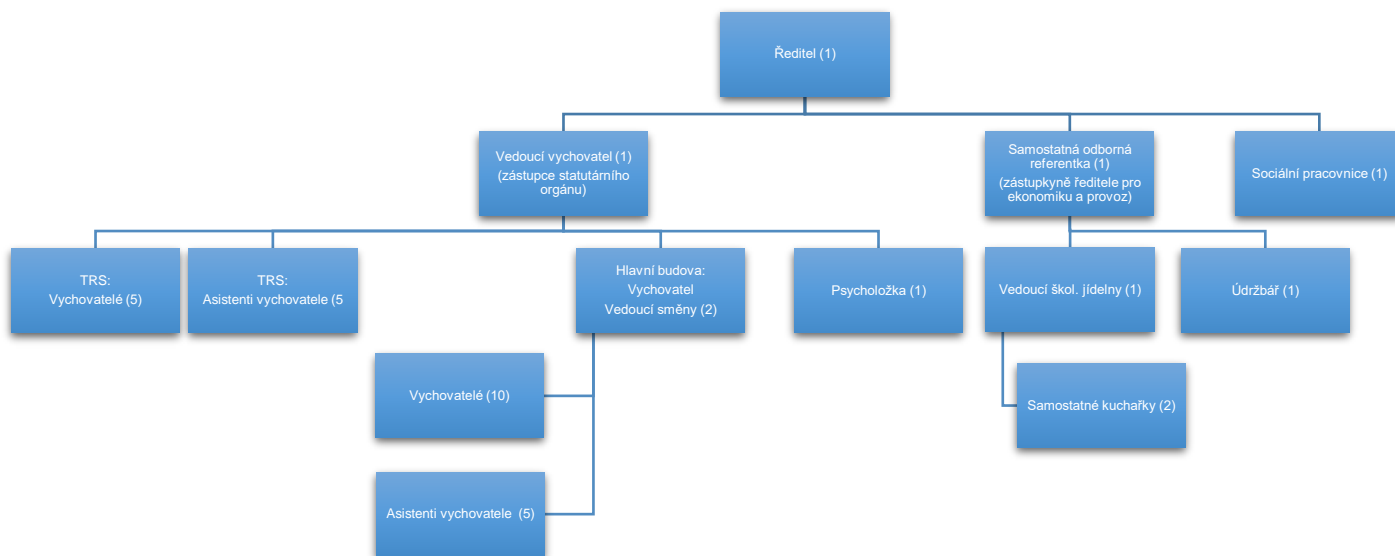 Ředitel (1)
Vedoucí vychovatel (1)
(zástupce statutárního
orgánu)
Samostatná odborná
referentka (1)
(zástupkyně ředitele pro
ekonomiku a provoz)
Sociální pracovnice (1)
TRS:
Vychovatelé (5)
TRS:
Asistenti vychovatele (5
Hlavní budova:
Vychovatel
Vedoucí směny (2)
Psycholožka (1)
Vedoucí škol. jídelny (1)
Údržbář (1)
Vychovatelé (10)
Samostatné kuchařky (2)
Asistenti vychovatele (5)